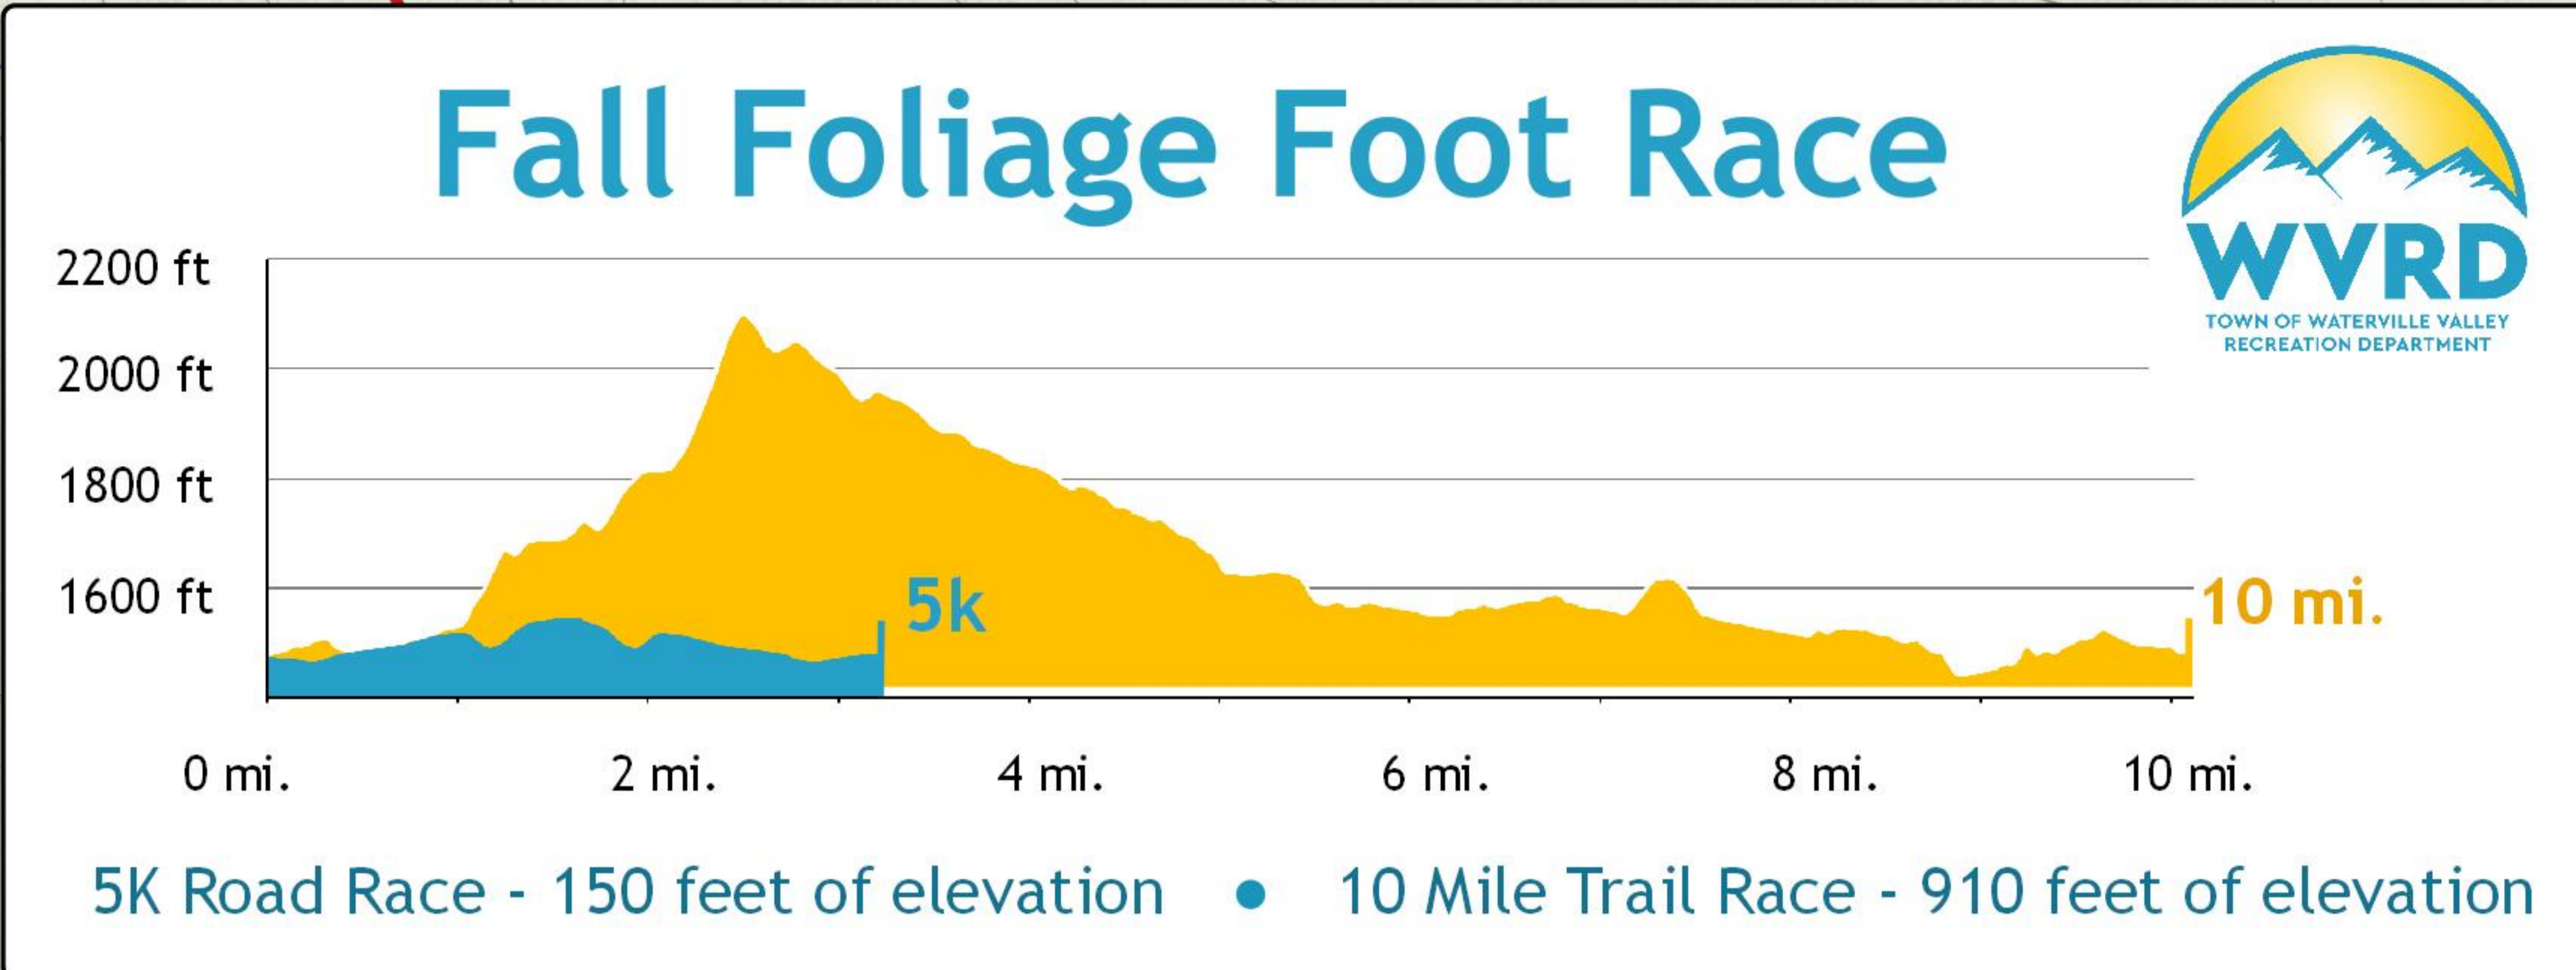 Fall Foliage Foot Race
WVRD
TOWN OF WATERVILLE VALLEY
RECREATION DEPARTMENT
2200 ft
2000 ft
1800 ft
1600 ft
5k
10 mi.
0 mi.
2 mi.
4 mi.
6 mi.
8 mi.
10 mi.
5K Road Race - 150 feet of elevation • 10 Mile Trail Race - 910 feet of elevation